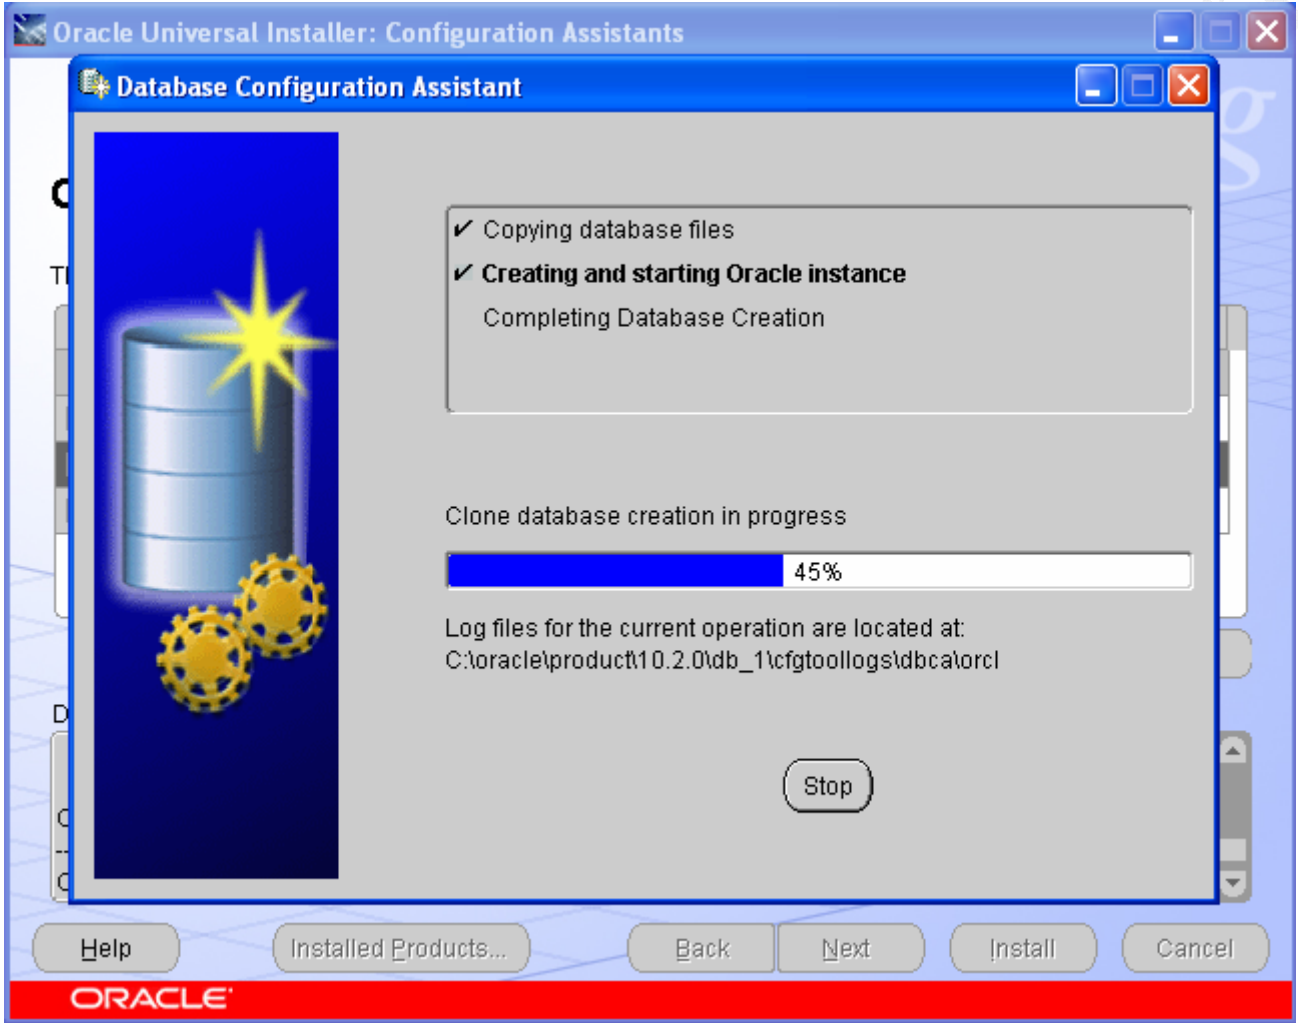 Oracle Universal Installer: Configuration Assistants
Database Configuration Assistant
Copying database files
Creating and starting Oracle instance
Completing Database Creation
Clone database creation in progress
45%
Log files for the current operation are located at:
C:\oracle\product\10.2.0\db_1\cfgtoollogs\dbca\orcl
Stop
Help
Installed Products...
Back
Next
Install
Cancel
ORACLE